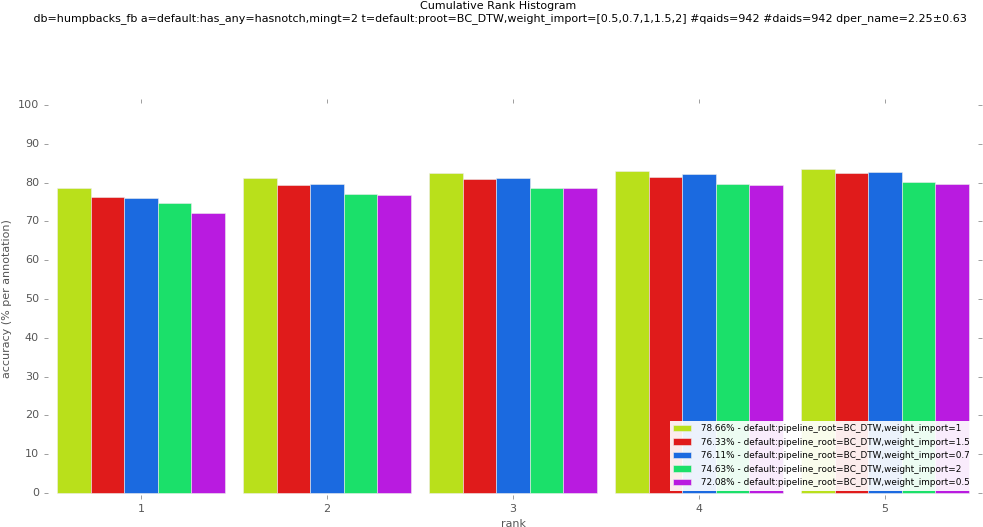 Cumulative Rank Histogram
db=humpbacks_fb a=default:has_any=hasnotch,mingt=2 t=default:proot=BC_DTW,weight_import=[0.5,0.7,1,1.5,2] #qaids=942 #daids=942 dper_name=2.25±0.63
accuracy (% per annotation)
100
90
80
70
60
50
40
30
20
10
0
78.66% - default:pipeline_root=BC_DTW,weight_import=1
76.33% - default:pipeline_root=BC_DTW,weight_import=1.5
76.11% - default:pipeline_root=BC_DTW,weight_import=0.7
74.63% - default:pipeline_root=BC_DTW,weight_import=2
72.08% - default:pipeline_root=BC_DTW,weight_import=0.5
1 2 3 4 5
rank